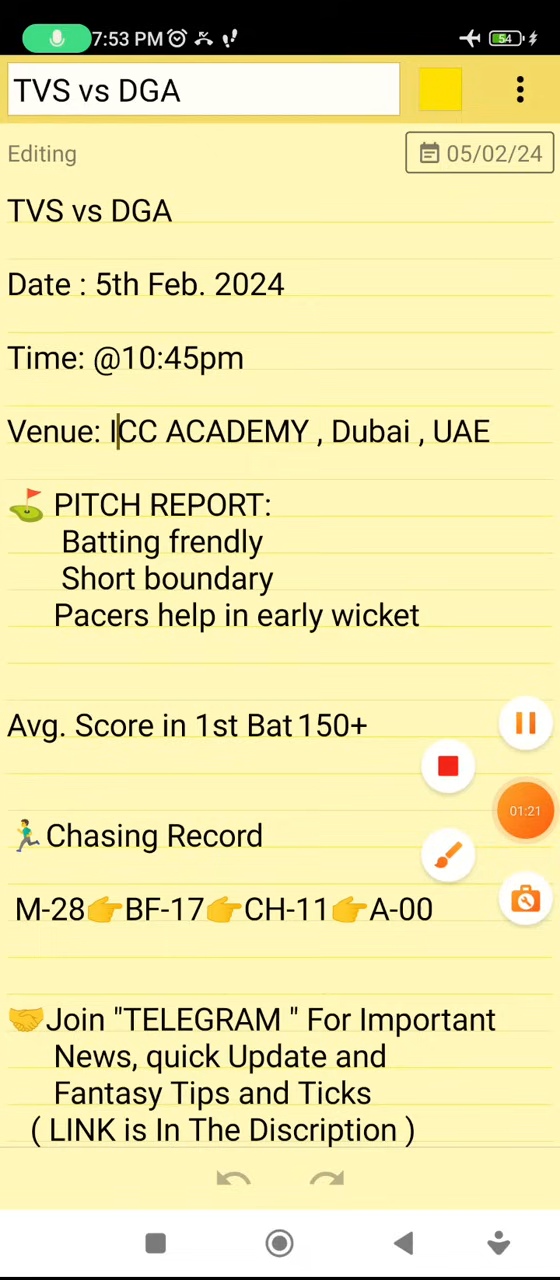 7:53 PM
54
TVS vs DGA
Editing
05/02/24
TVS vs DGA
Date : 5th Feb. 2024
Time: @10:45pm
Venue: ICC ACADEMY , Dubai , UAE
⛳ PITCH REPORT:
Batting frendly
Short boundary
Pacers help in early wicket
Avg. Score in 1st Bat 150+
01:21
🏃‍♂️Chasing Record
M-28👉BF-17👉CH-11👉A-00
🤝Join "TELEGRAM " For Important
News, quick Update and
Fantasy Tips and Ticks
( LINK is In The Discription )